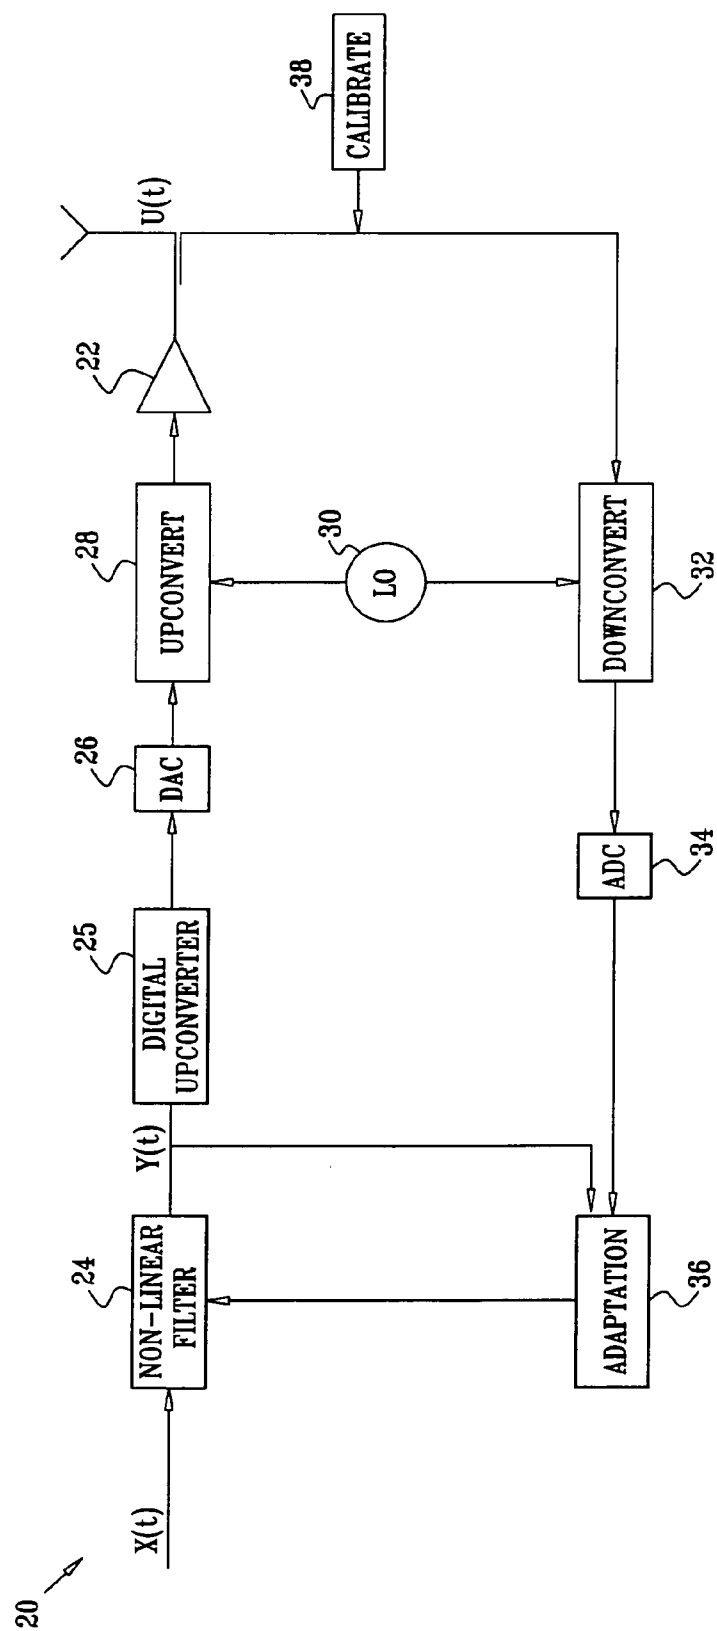 20
X(t)
24
NON-LINEAR
FILTER
Y(t)
25
DIGITAL
UPCONVERTER
26
DAC
28
UPCONVERT
22
U(t)
38
CALIBRATE
30
LO
36
ADAPTATION
34
ADC
32
DOWNCONVERT